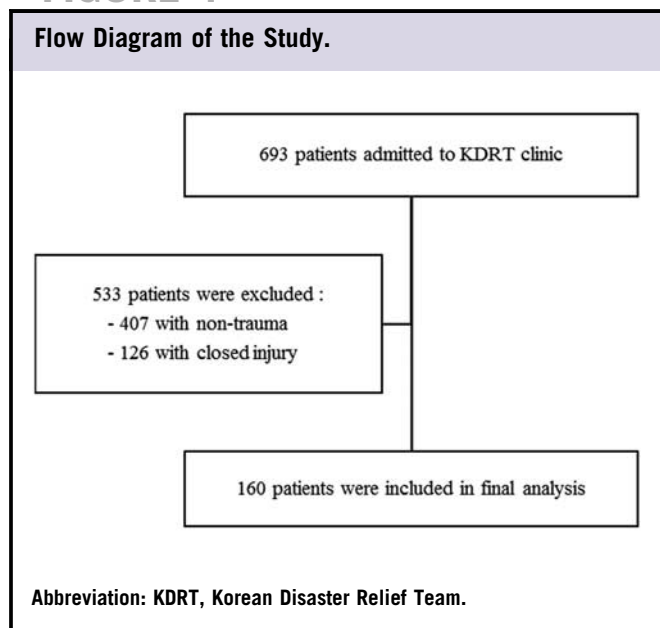 Flow Diagram of the Study.
693 patients admitted to KDRT clinic
533 patients were excluded :
- 407 with non-trauma
- 126 with closed injury
160 patients were included in final analysis
Abbreviation: KDRT, Korean Disaster Relief Team.